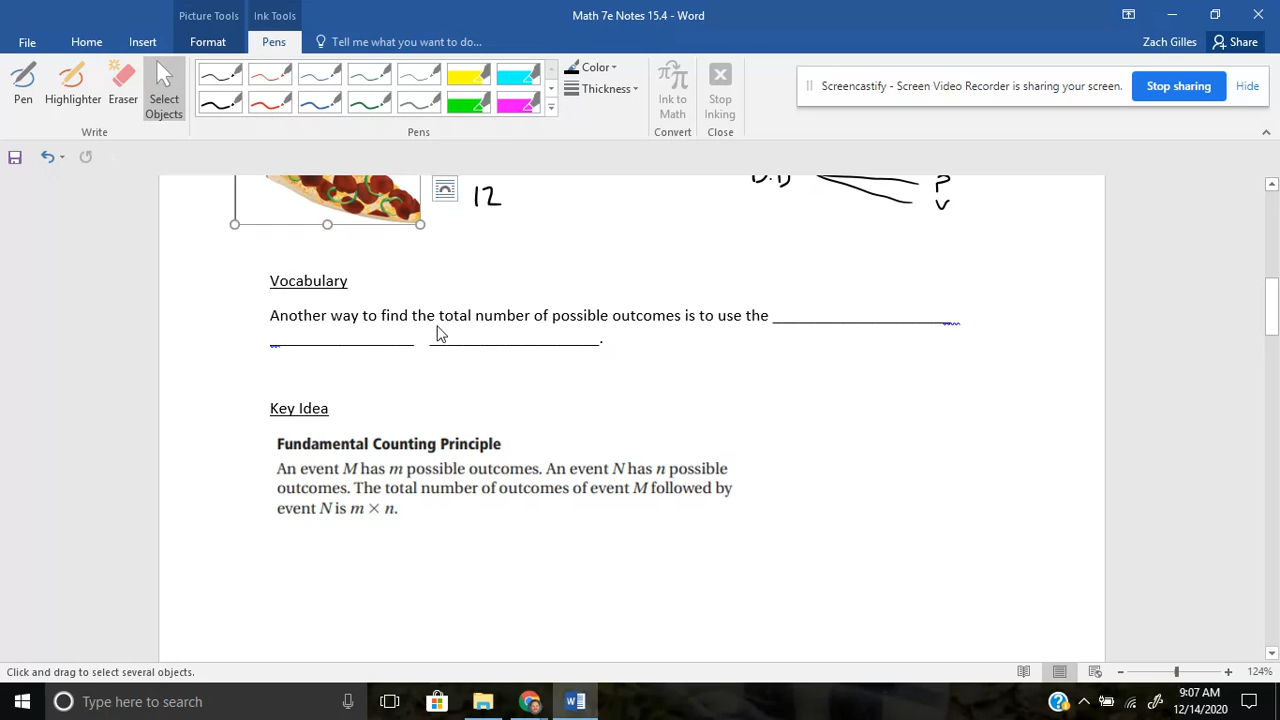 Picture Tools
Ink Tools
Math 7e Notes 15.4 - Word
File
Home
Insert
Format
Pens
Tell me what you want to do...
Zach Gilles
Share
Pen
Highlighter
Eraser
Select
Objects
Color
Thickness
Ink to
Math
Stop
Inking
Write
Pens
Convert
Close
Screencastify - Screen Video Recorder is sharing your screen.
Stop sharing
Hide
12
P
V
Vocabulary
Another way to find the total number of possible outcomes is to use the ____________________
________________ ___________________.
Key Idea
Fundamental Counting Principle
An event M has m possible outcomes. An event N has n possible
outcomes. The total number of outcomes of event M followed by
event N is m × n.
Click and drag to select several objects.
124%
Type here to search
9:07 AM
12/14/2020